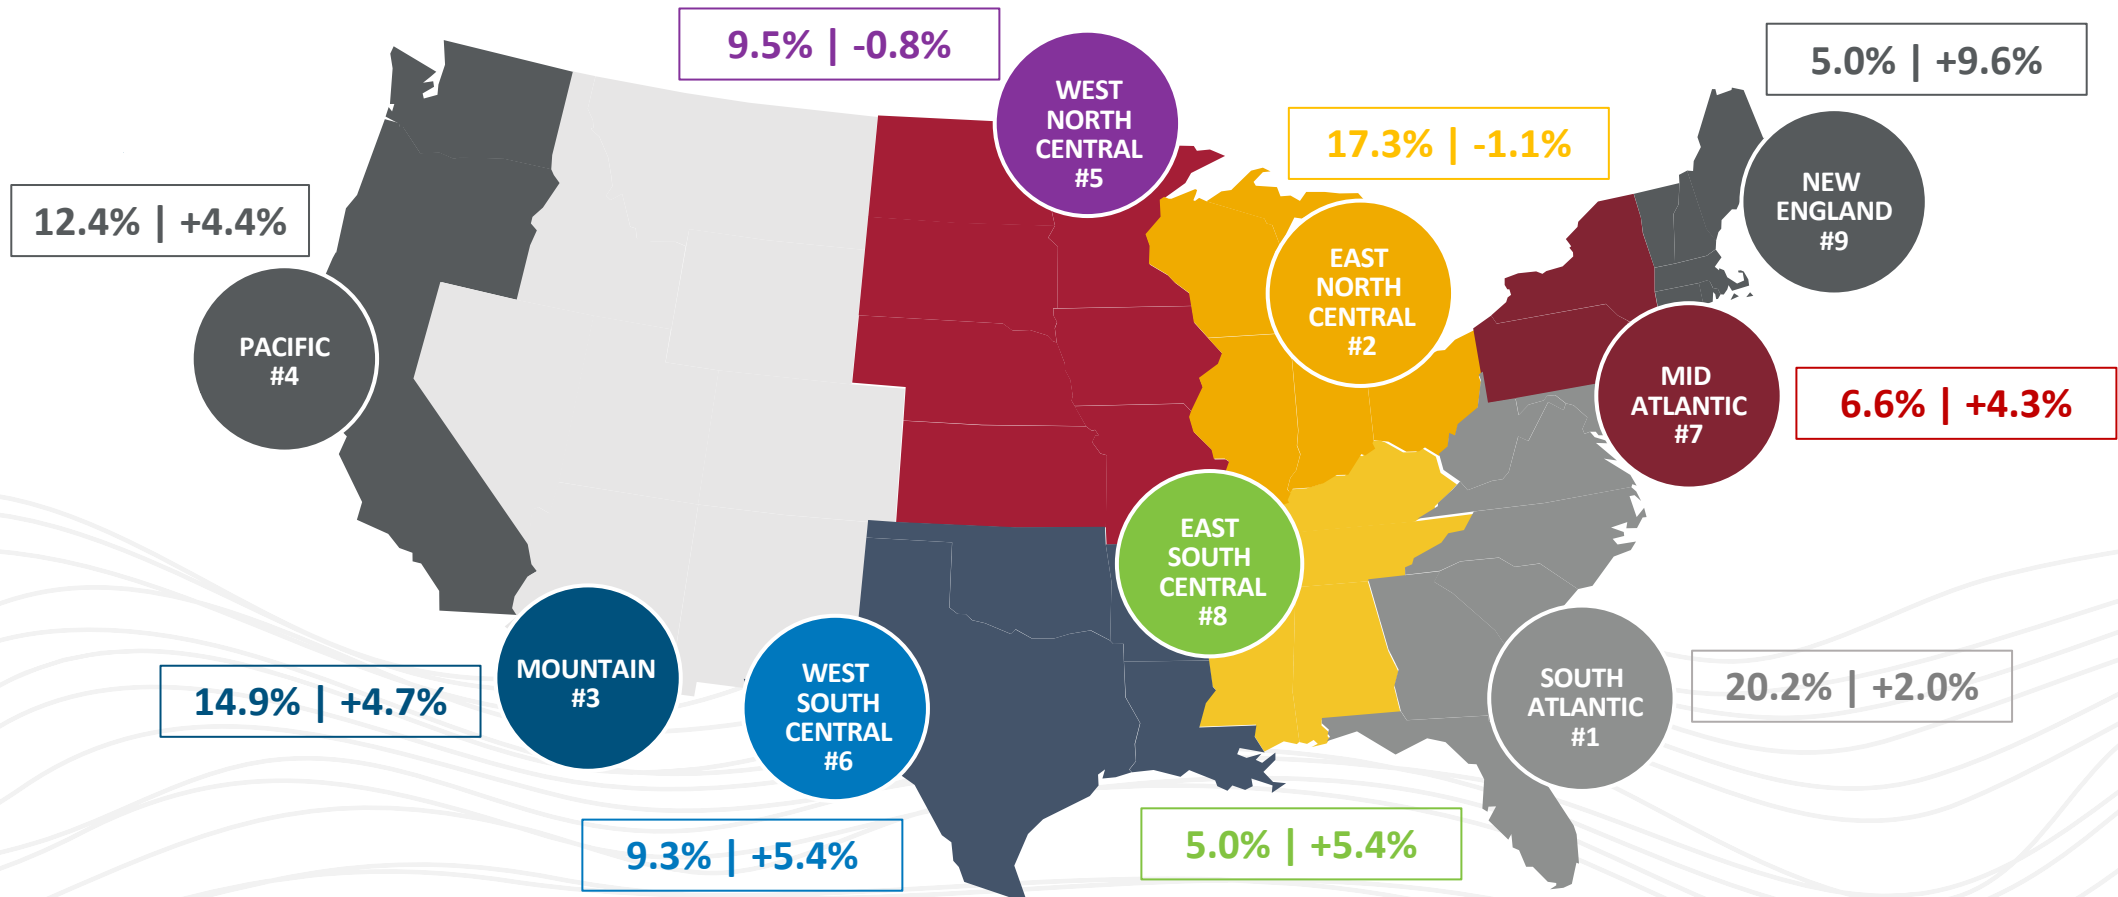 9.5% | -0.8%
WEST
NORTH
CENTRAL
#5
5.0% | +9.6%
NEW
ENGLAND
#9
17.3% | -1.1%
EAST
NORTH
CENTRAL
#2
12.4% | +4.4%
PACIFIC
#4
MID
ATLANTIC
#7
6.6% | +4.3%
EAST
SOUTH
CENTRAL
#8
5.0% | +5.4%
14.9% | +4.7%
MOUNTAIN
#3
WEST
SOUTH
CENTRAL
#6
9.3% | +5.4%
SOUTH
ATLANTIC
#1
20.2% | +2.0%